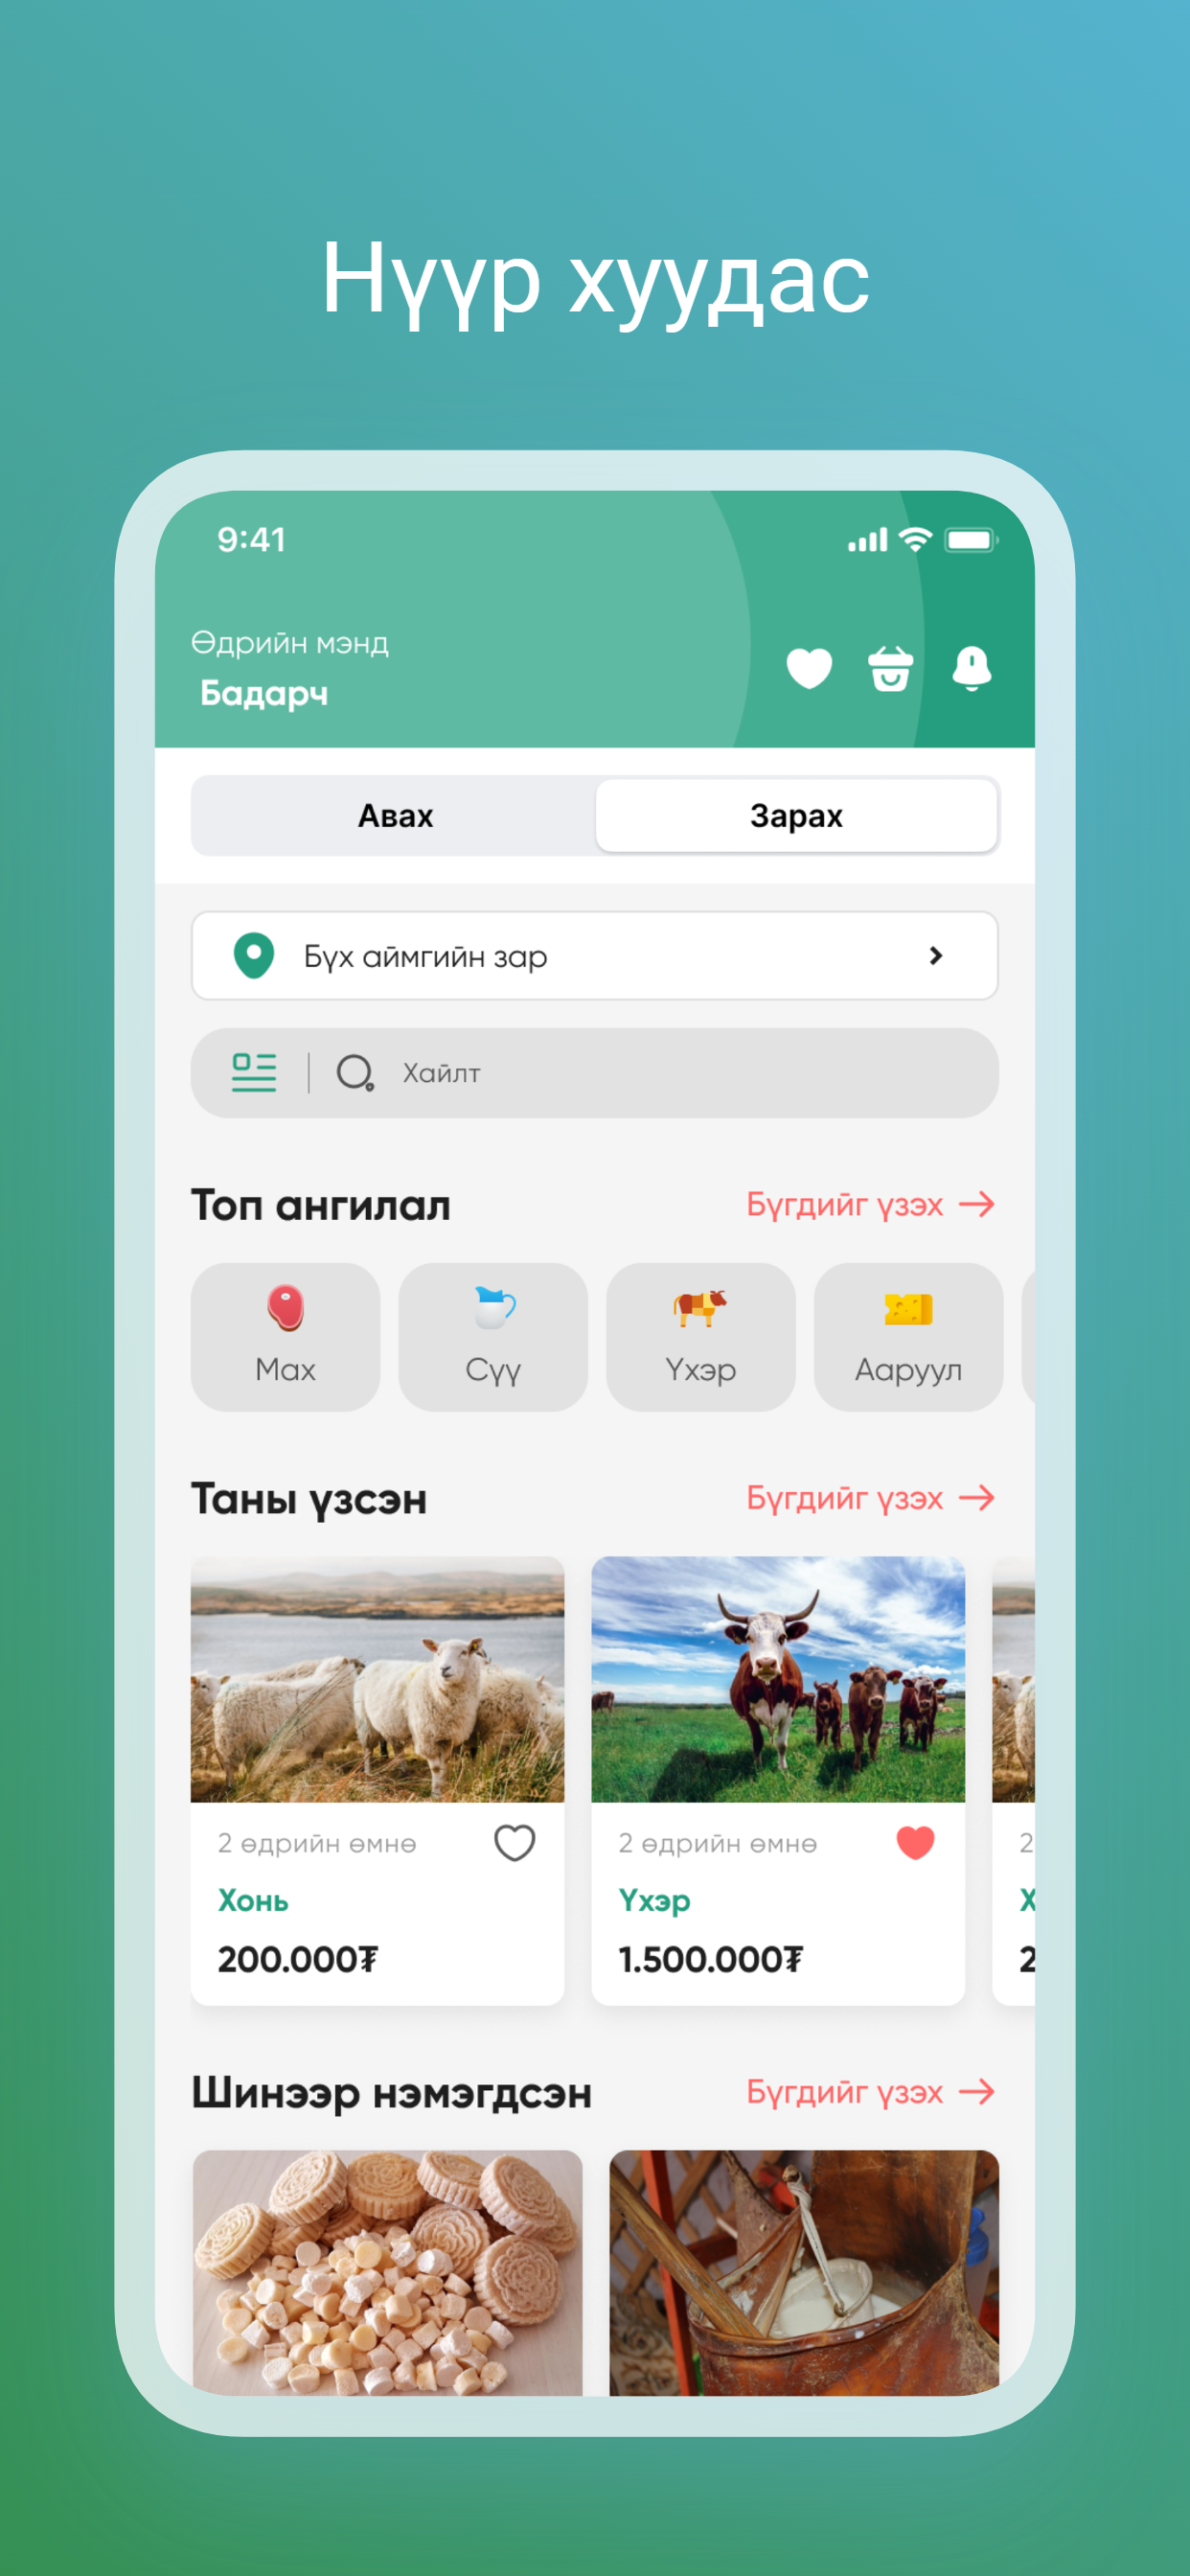 Нүүр хуудас
9:41
Өдрийн мэнд
Бадарч
Авах
Зарах
Бүх аймгийн зар
Хайлт
Топ ангилал
Бүгдийг үзэх
Мах
Сүү
Үхэр
Ааруул
Таны үзсэн
Бүгдийг үзэх
2 өдрийн өмнө
2 өдрийн өмнө
2
Хонь
Үхэр
Х
200.000₮
1.500.000₮
2
Шинээр нэмэгдсэн
Бүгдийг үзэх